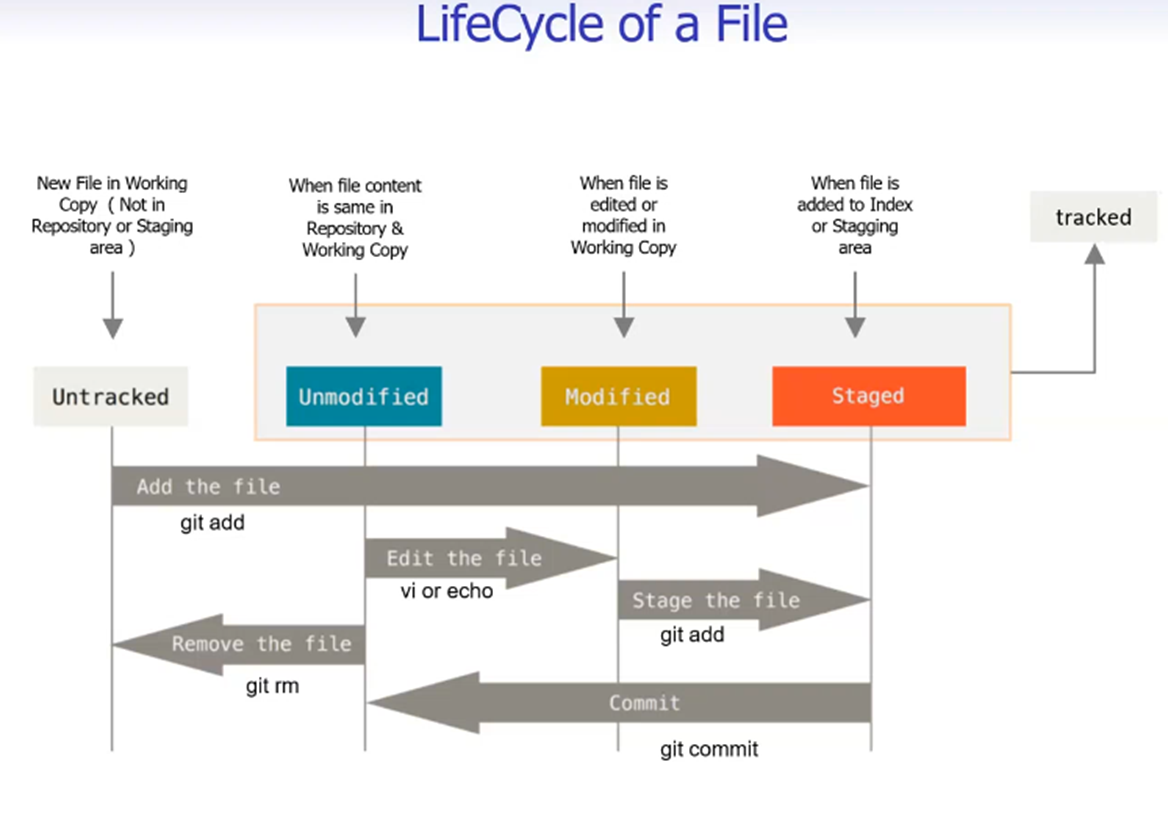 LifeCycle of a File
New File in Working
Copy ( Not in
Repository or Staging
area )
When file content
is same in
Repository &
Working Copy
When file is
edited or
modified in
Working Copy
When file is
added to Index
or Stagging
area
tracked
Untracked
Unmodified
Modified
Staged
Add the file
git add
Edit the file
vi or echo
Stage the file
git add
Remove the file
git rm
Commit
git commit